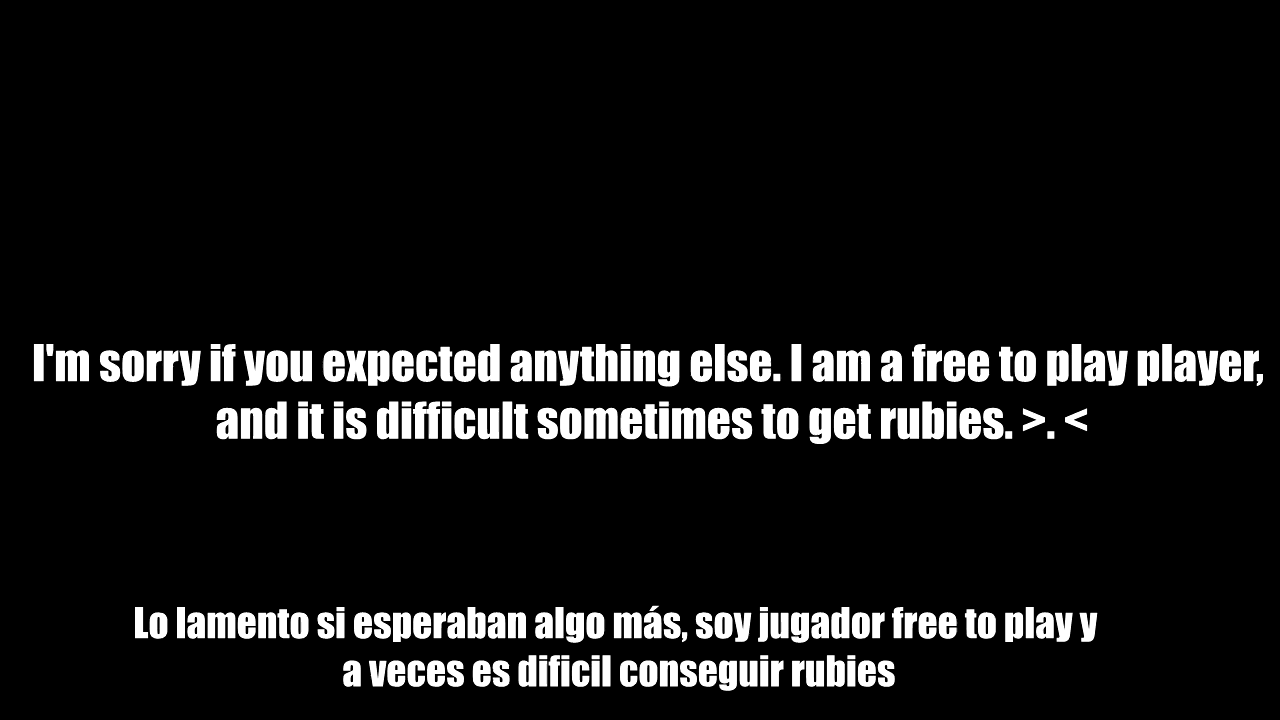 I'm sorry if you expected anything else. I am a free to play player,
and it is difficult sometimes to get rubies. >. <
Lo lamento si esperaban algo más, soy jugador free to play y
a veces es dificil conseguir rubies